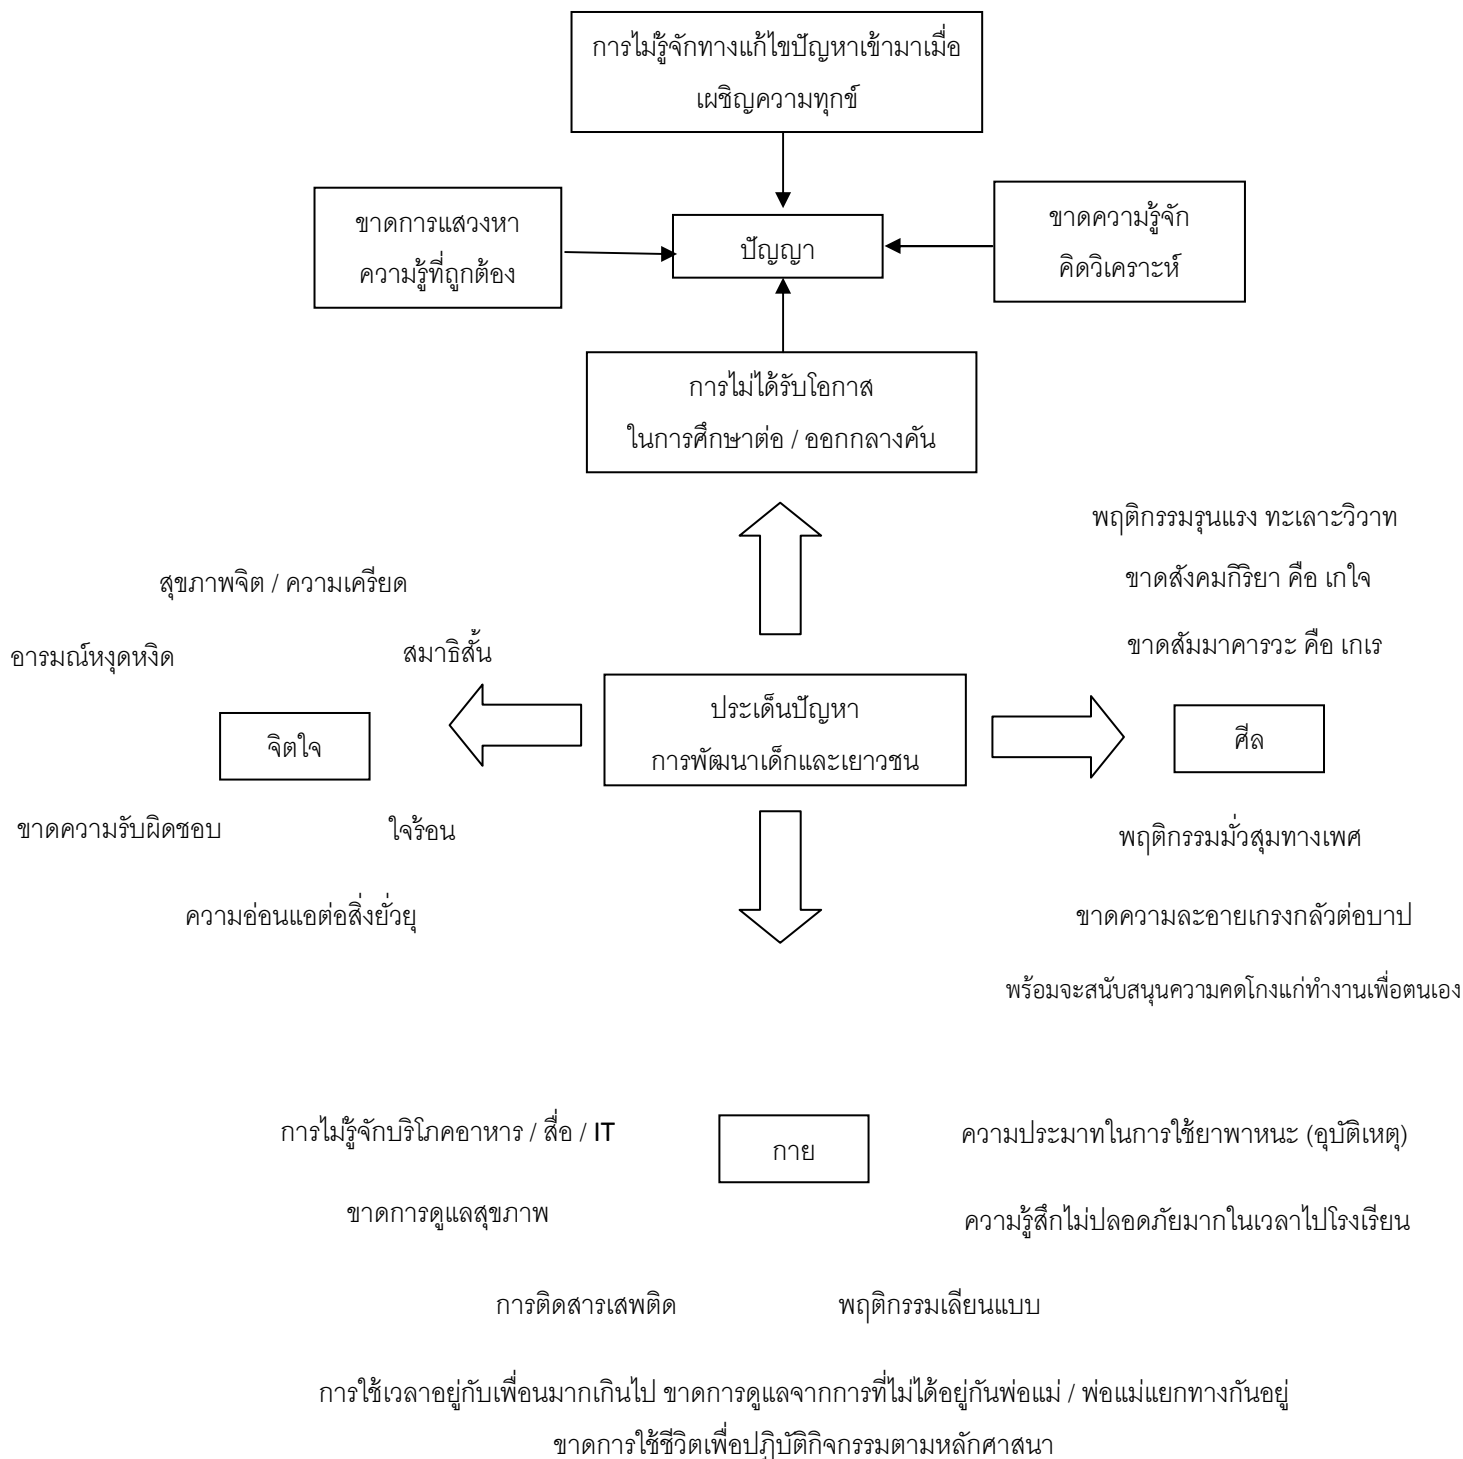 การไม่รู้จักทางแก้ไขปัญหาเข้ามาเมื่อ
เผชิญความทุกข์
ขาดการแสวงหา
ความรู้ที่ถูกต้อง
ปัญญา
ขาดความรู้จัก
คิดวิเคราะห์
การไม่ได้รับโอกาส
ในการศึกษาต่อ / ออกกลางคัน
พฤติกรรมรุนแรง ทะเลาะวิวาท
ขาดสังคมกิริยา คือ เกใจ
ขาดสัมมาคารวะ คือ เกเร
สุขภาพจิต / ความเครียด
อารมณ์หงุดหงิด
สมาธิสั้น
จิตใจ
ประเด็นปัญหา
การพัฒนาเด็กและเยาวชน
ศีล
ขาดความรับผิดชอบ
ใจร้อน
ความอ่อนแอต่อสิ่งยั่วยุ
พฤติกรรมมั่วสุมทางเพศ
ขาดความละอายเกรงกลัวต่อบาป
พร้อมจะสนับสนุนความคดโกงแก่ทำงานเพื่อตนเอง
การไม่รู้จักบริโภคอาหาร / สื่อ / IT
กาย
ความประมาทในการใช้ยาพาหนะ (อุบัติเหตุ)
ขาดการดูแลสุขภาพ
ความรู้สึกไม่ปลอดภัยมากในเวลาไปโรงเรียน
การติดสารเสพติด
พฤติกรรมเลียนแบบ
การใช้เวลาอยู่กับเพื่อนมากเกินไป ขาดการดูแลจากการที่ไม่ได้อยู่กันพ่อแม่ / พ่อแม่แยกทางกันอยู่
ขาดการใช้ชีวิตเพื่อปฏิบัติกิจกรรมตามหลักศาสนา